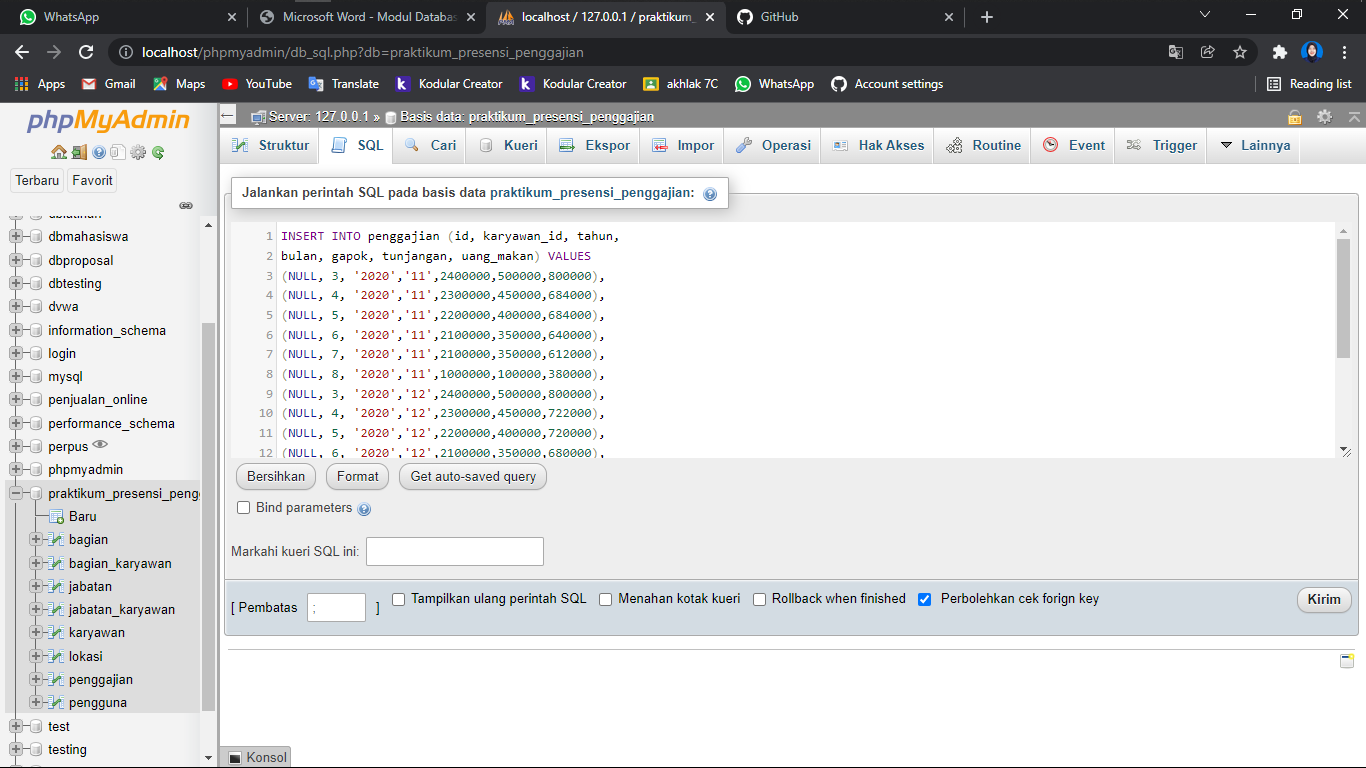 WhatsApp
Microsoft Word - Modul Databas
localhost / 127.0.0.1 / praktikum_
GitHub
localhost/phpmyadmin/db_sql.php?db=praktikum_presensi_penggajian
Apps Gmail Maps YouTube Translate Kodular Creator Kodular Creator akhlak 7C WhatsApp Account settings Reading list
phpMyAdmin
Terbaru Favorit
dbmahasiswa
dbproposal
dbtesting
dvwa
information_schema
login
mysql
penjualan_online
performance_schema
perpus
phpmyadmin
praktikum_presensi_peng
Baru
bagian
bagian_karyawan
jabatan
jabatan_karyawan
karyawan
lokasi
penggajian
pengguna
test
testing
Server: 127.0.0.1 » Basis data: praktikum_presensi_penggajian
Struktur SQL Cari Kueri Ekspor Impor Operasi Hak Akses Routine Event Trigger Lainnya
Jalankan perintah SQL pada basis data praktikum_presensi_penggajian:
1 INSERT INTO penggajian (id, karyawan_id, tahun,
2 bulan, gapok, tunjangan, uang_makan) VALUES
3 (NULL, 3, '2020','11',2400000,500000,800000),
4 (NULL, 4, '2020','11',2300000,450000,684000),
5 (NULL, 5, '2020','11',2200000,400000,684000),
6 (NULL, 6, '2020','11',2100000,350000,640000),
7 (NULL, 7, '2020','11',2100000,350000,612000),
8 (NULL, 8, '2020','11',1000000,100000,380000),
9 (NULL, 3, '2020','12',2400000,500000,800000),
10 (NULL, 4, '2020','12',2300000,450000,722000),
11 (NULL, 5, '2020','12',2200000,400000,720000),
12 (NULL, 6, '2020','12',2100000,350000,680000),
Bersihkan Format Get auto-saved query
Bind parameters
Markahi kueri SQL ini:
[ Pembatas ; ] Tampilkan ulang perintah SQL Menahan kotak kueri Rollback when finished Perbolehkan cek forign key Kirim
Konsol